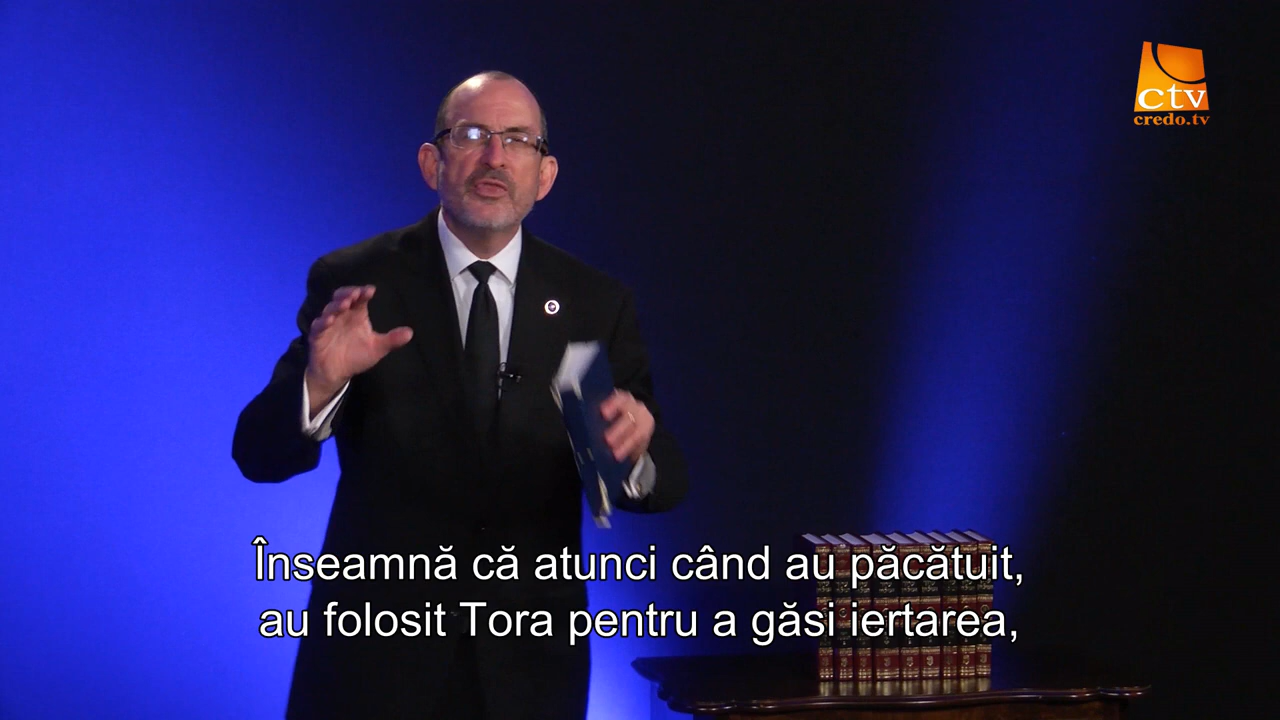 ctv
credo.tv
Înseamnă că atunci când au păcătuit,
au folosit Tora pentru a găsi iertarea,